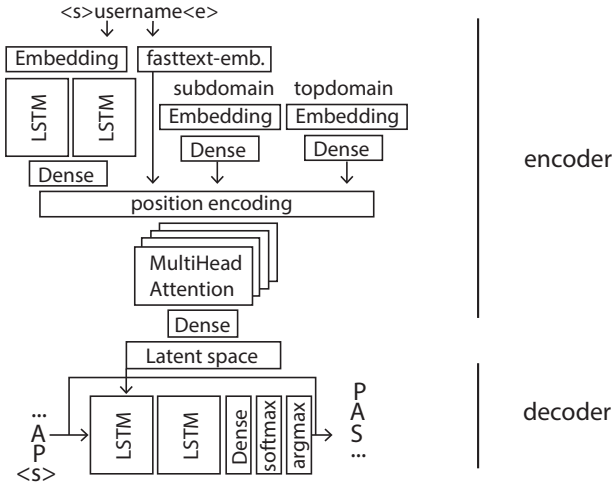 <s>username<e>
Embedding
fasttext-emb.
LSTM
LSTM
subdomain
topdomain
Embedding
Embedding
Dense
Dense
Dense
position encoding
MultiHead
Attention
Dense
Latent space
encoder
...
A
P
<s>
LSTM
LSTM
Dense
softmax
argmax
P
A
S
...
decoder